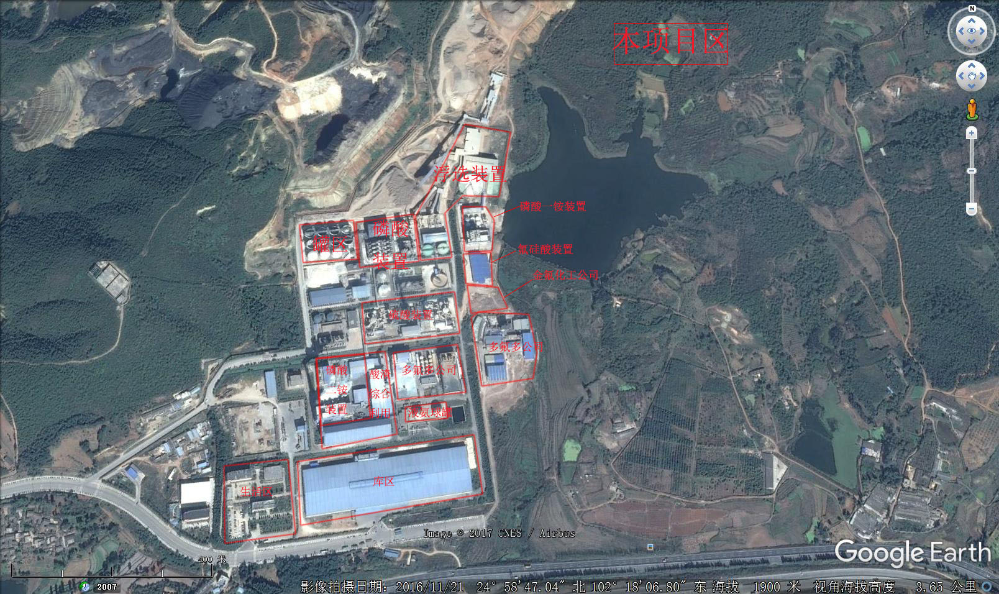 N
本项目区
浮选装置
磷酸一铵装置
磷酸
装置
罐区
氟硅酸装置
氟化工公司
硫酸装置
多氟多公司
磷酸
二铵
装置
酸渣
综合
利用
多氟多公司
液氨球罐
库区
生活区
Image © 2017 CNES / Airbus
Google Earth
400 米
2007
影像拍摄日期: 2016/11/21 24° 58′47.04″ 北 102° 18′06.80″ 东 海拔 1900 米 视角海拔高度 3.65 公里